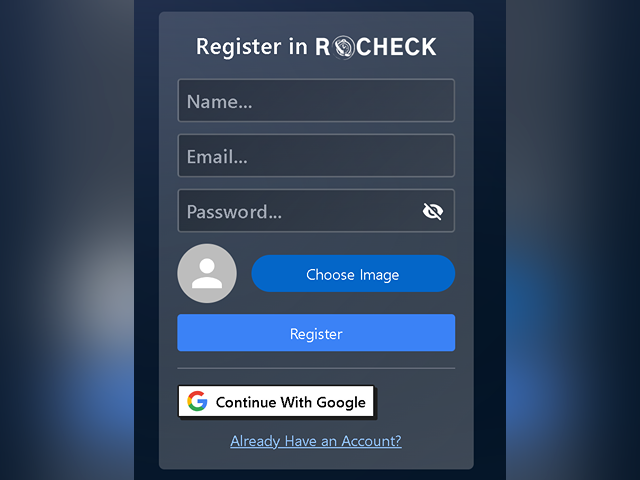 Register in ROCHECK
Name...
Email...
Password...
Choose Image
Register
Continue With Google
Already Have an Account?